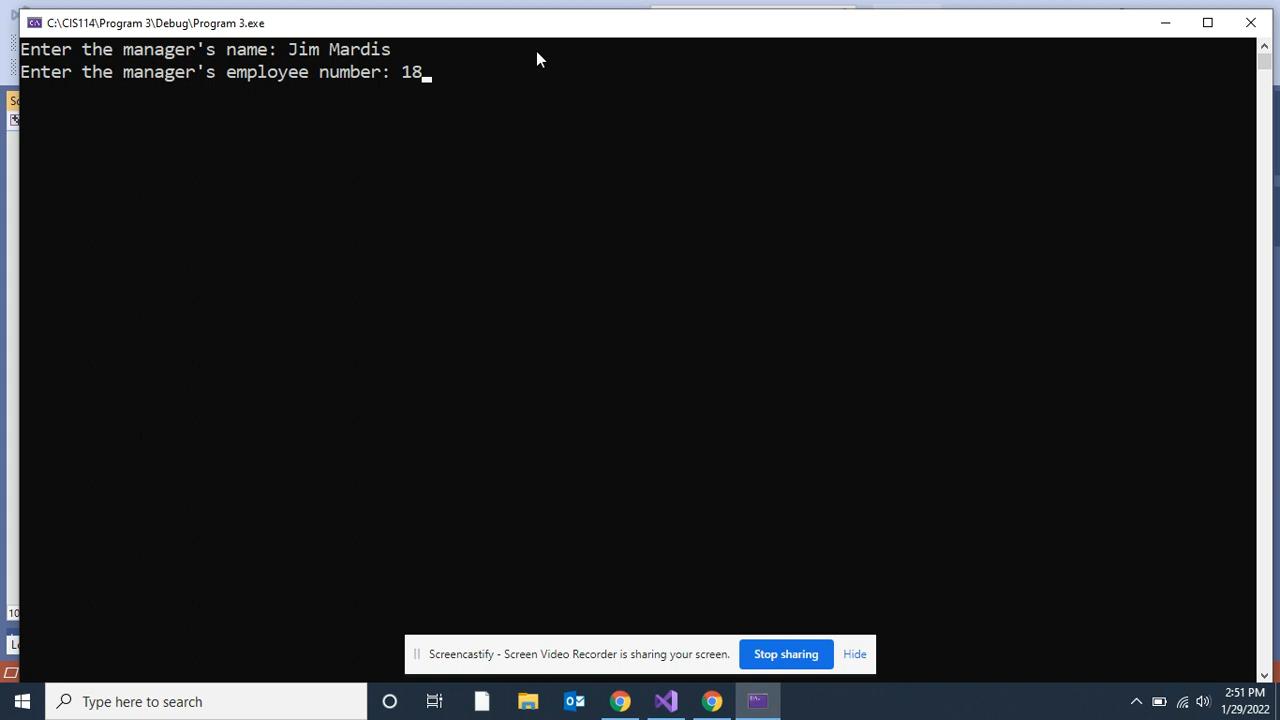 C:\CIS114\Program 3\Debug\Program 3.exe
Enter the manager's name: Jim Mardis
Enter the manager's employee number: 18
10
Screencastify - Screen Video Recorder is sharing your screen.
Stop sharing
Hide
Type here to search
2:51 PM
1/29/2022